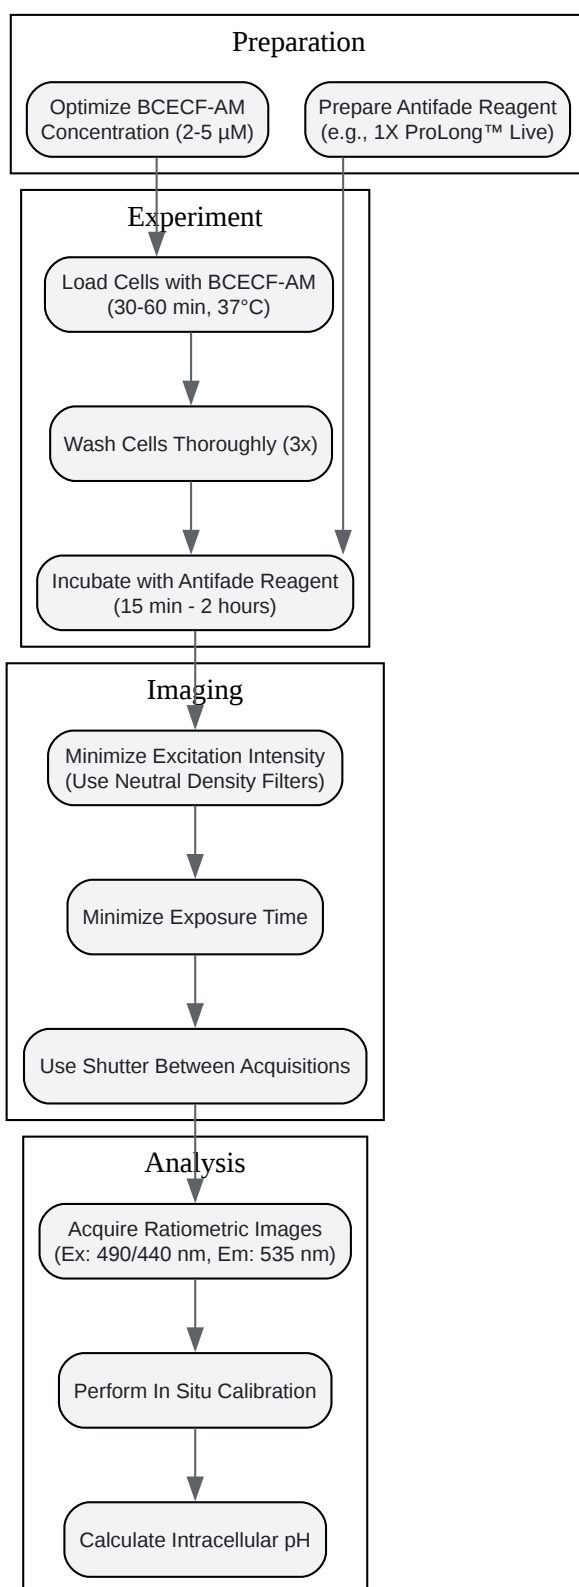 Preparation
Optimize BCECF-AM
Concentration (2-5 µM)
Prepare Antifade Reagent
(e.g., 1X ProLong™ Live)
Experiment
Load Cells with BCECF-AM
(30-60 min, 37°C)
Wash Cells Thoroughly (3x)
Incubate with Antifade Reagent
(15 min - 2 hours)
Imaging
Minimize Excitation Intensity
(Use Neutral Density Filters)
Minimize Exposure Time
Use Shutter Between Acquisitions
Analysis
Acquire Ratiometric Images
(Ex: 490/440 nm, Em: 535 nm)
Perform In Situ Calibration
Calculate Intracellular pH